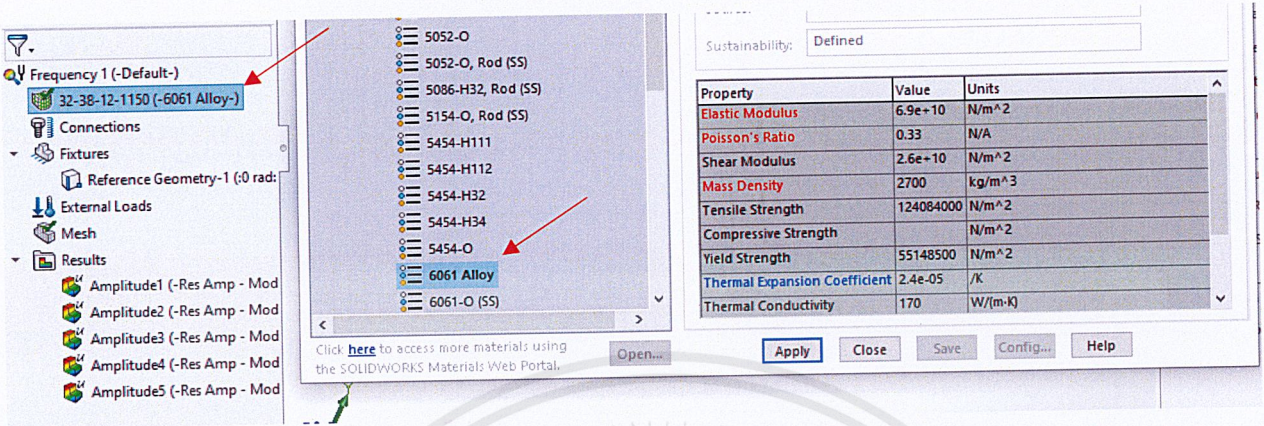 Frequency 1 (-Default-)
32-38-12-1150 (-6061 Alloy-)
Connections
Fixtures
Reference Geometry-1 (:0 rad:
External Loads
Mesh
Results
Amplitude1 (-Res Amp - Mod
Amplitude2 (-Res Amp - Mod
Amplitude3 (-Res Amp - Mod
Amplitude4 (-Res Amp - Mod
Amplitude5 (-Res Amp - Mod
5052-O
5052-O, Rod (SS)
5086-H32, Rod (SS)
5154-O, Rod (SS)
5454-H111
5454-H112
5454-H32
5454-H34
5454-O
6061 Alloy
6061-O (SS)
Click here to access more materials using
the SOLIDWORKS Materials Web Portal.
Open...
Sustainability: Defined
Property Value Units
Elastic Modulus 6.9e+10 N/m^2
Poisson's Ratio 0.33 N/A
Shear Modulus 2.6e+10 N/m^2
Mass Density 2700 kg/m^3
Tensile Strength 124084000 N/m^2
Compressive Strength N/m^2
Yield Strength 55148500 N/m^2
Thermal Expansion Coefficient 2.4e-05 /K
Thermal Conductivity 170 W/(m·K)
Apply Close Save Config... Help